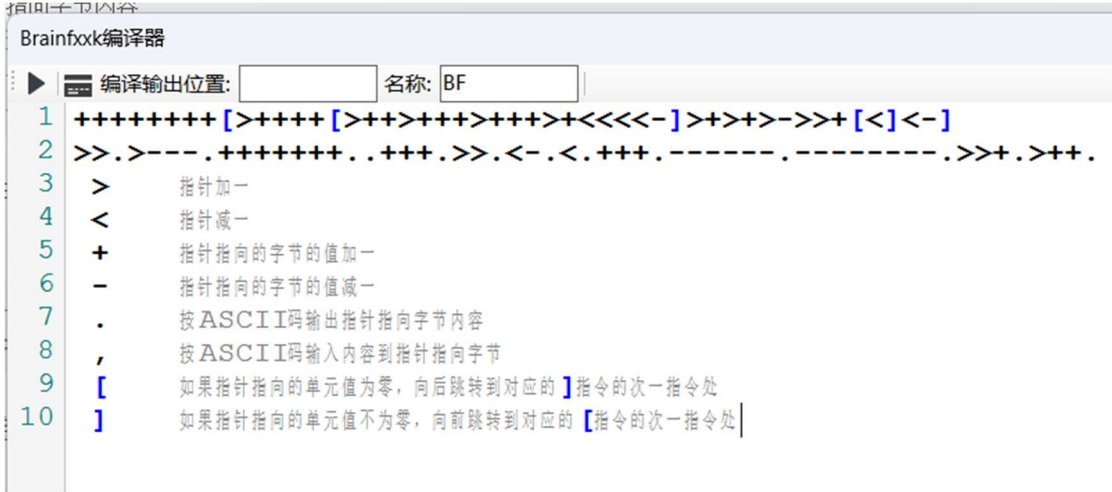 指向字节内容
Brainfxxk编译器
编译输出位置: 名称: BF
1 ++++++++[>++++[>++>+++>+++>+<<<<-]>+>+>->>+[<]<-]
2 >>.>---.+++++++..+++.>>.<-.<.+++.------.--------.>>+.>++.
3 > 指针加一
4 < 指针减一
5 + 指针指向的字节的值加一
6 - 指针指向的字节的值减一
7 . 按ASCII码输出指针指向字节内容
8 , 按ASCII码输入内容到指针指向字节
9 [ 如果指针指向的单元值为零，向后跳转到对应的]指令的次一指令处
10 ] 如果指针指向的单元值不为零，向前跳转到对应的[指令的次一指令处